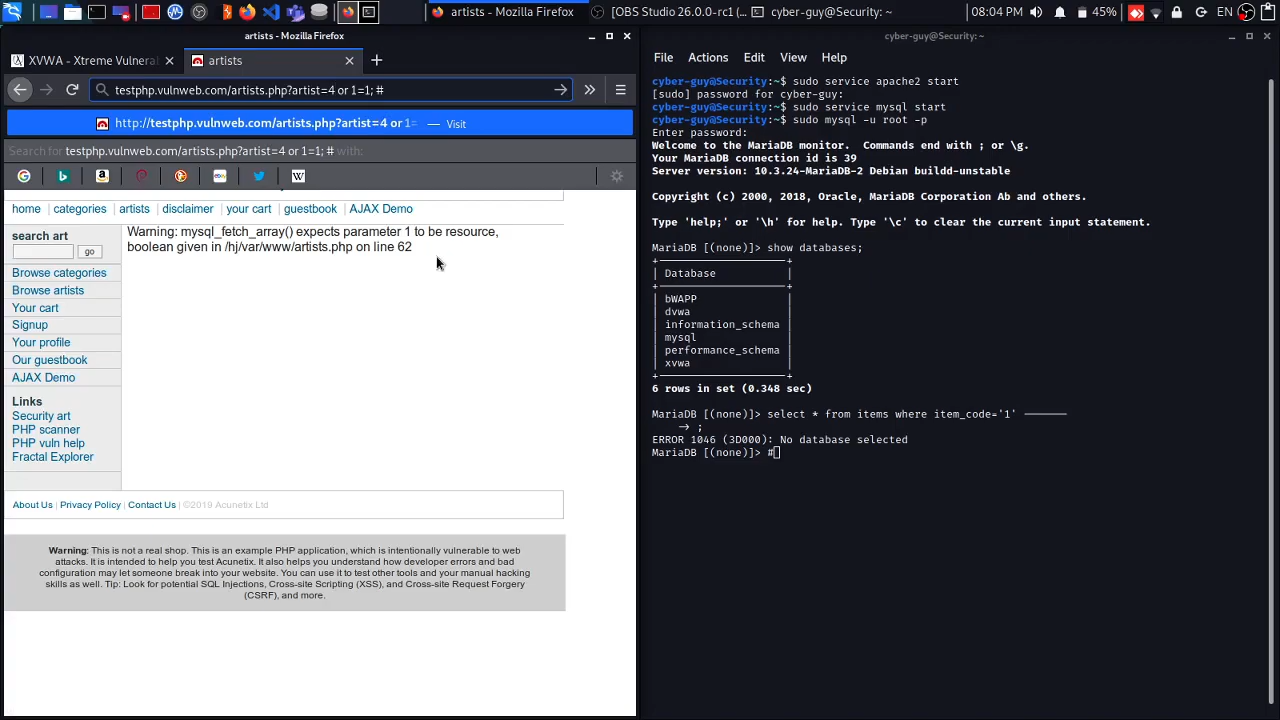 artists - Mozilla Firefox
[OBS Studio 26.0.0-rc1 (...
cyber-guy@Security: ~
08:04 PM
45%
EN
artists - Mozilla Firefox
XVWA - Xtreme Vulnera
artists
testphp.vulnweb.com/artists.php?artist=4 or 1=1; #
http://testphp.vulnweb.com/artists.php?artist=4 or 1= — Visit
Search for testphp.vulnweb.com/artists.php?artist=4 or 1=1; # with:
home | categories | artists | disclaimer | your cart | guestbook | AJAX Demo
search art
go
Browse categories
Browse artists
Your cart
Signup
Your profile
Our guestbook
AJAX Demo
Links
Security art
PHP scanner
PHP vuln help
Fractal Explorer
Warning: mysql_fetch_array() expects parameter 1 to be resource,
boolean given in /hj/var/www/artists.php on line 62
About Us | Privacy Policy | Contact Us | ©2019 Acunetix Ltd
Warning: This is not a real shop. This is an example PHP application, which is intentionally vulnerable to web
attacks. It is intended to help you test Acunetix. It also helps you understand how developer errors and bad
configuration may let someone break into your website. You can use it to test other tools and your manual hacking
skills as well. Tip: Look for potential SQL Injections, Cross-site Scripting (XSS), and Cross-site Request Forgery
(CSRF), and more.
cyber-guy@Security:~
File Actions Edit View Help
cyber-guy@Security:~$ sudo service apache2 start
[sudo] password for cyber-guy:
cyber-guy@Security:~$ sudo service mysql start
cyber-guy@Security:~$ sudo mysql -u root -p
Enter password:
Welcome to the MariaDB monitor.  Commands end with ; or \g.
Your MariaDB connection id is 39
Server version: 10.3.24-MariaDB-2 Debian buildd-unstable
Copyright (c) 2000, 2018, Oracle, MariaDB Corporation Ab and others.
Type 'help;' or '\h' for help. Type '\c' to clear the current input statement.
MariaDB [(none)]> show databases;
| Database |
| bWAPP |
| dvwa |
| information_schema |
| mysql |
| performance_schema |
| xvwa |
6 rows in set (0.348 sec)
MariaDB [(none)]> select * from items where item_code='1' ———
-> ;
ERROR 1046 (3D000): No database selected
MariaDB [(none)]> #